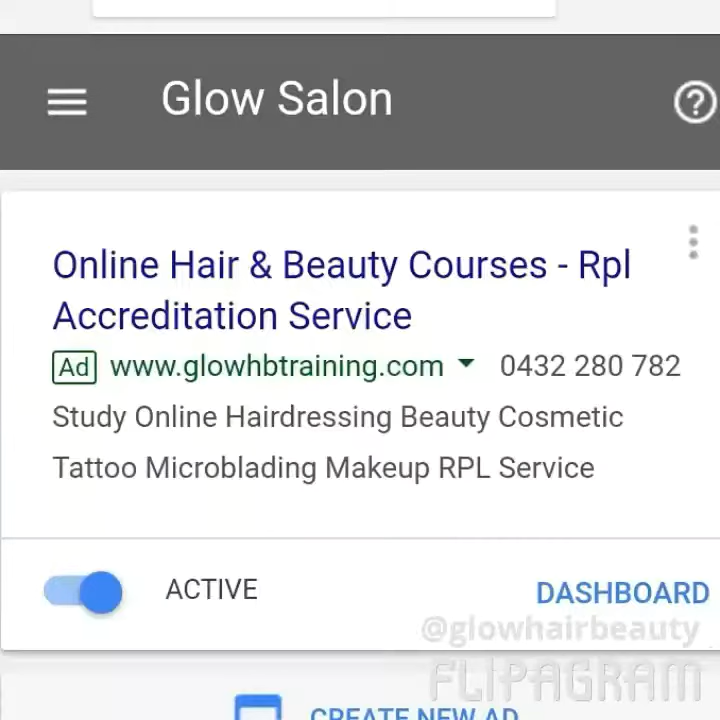 Glow Salon
Online Hair & Beauty Courses - Rpl
Accreditation Service
Ad www.glowhbtraining.com 0432 280 782
Study Online Hairdressing Beauty Cosmetic
Tattoo Microblading Makeup RPL Service
ACTIVE
DASHBOARD
@glowhairbeauty
FLIPAGRAM
CREATE NEW AD